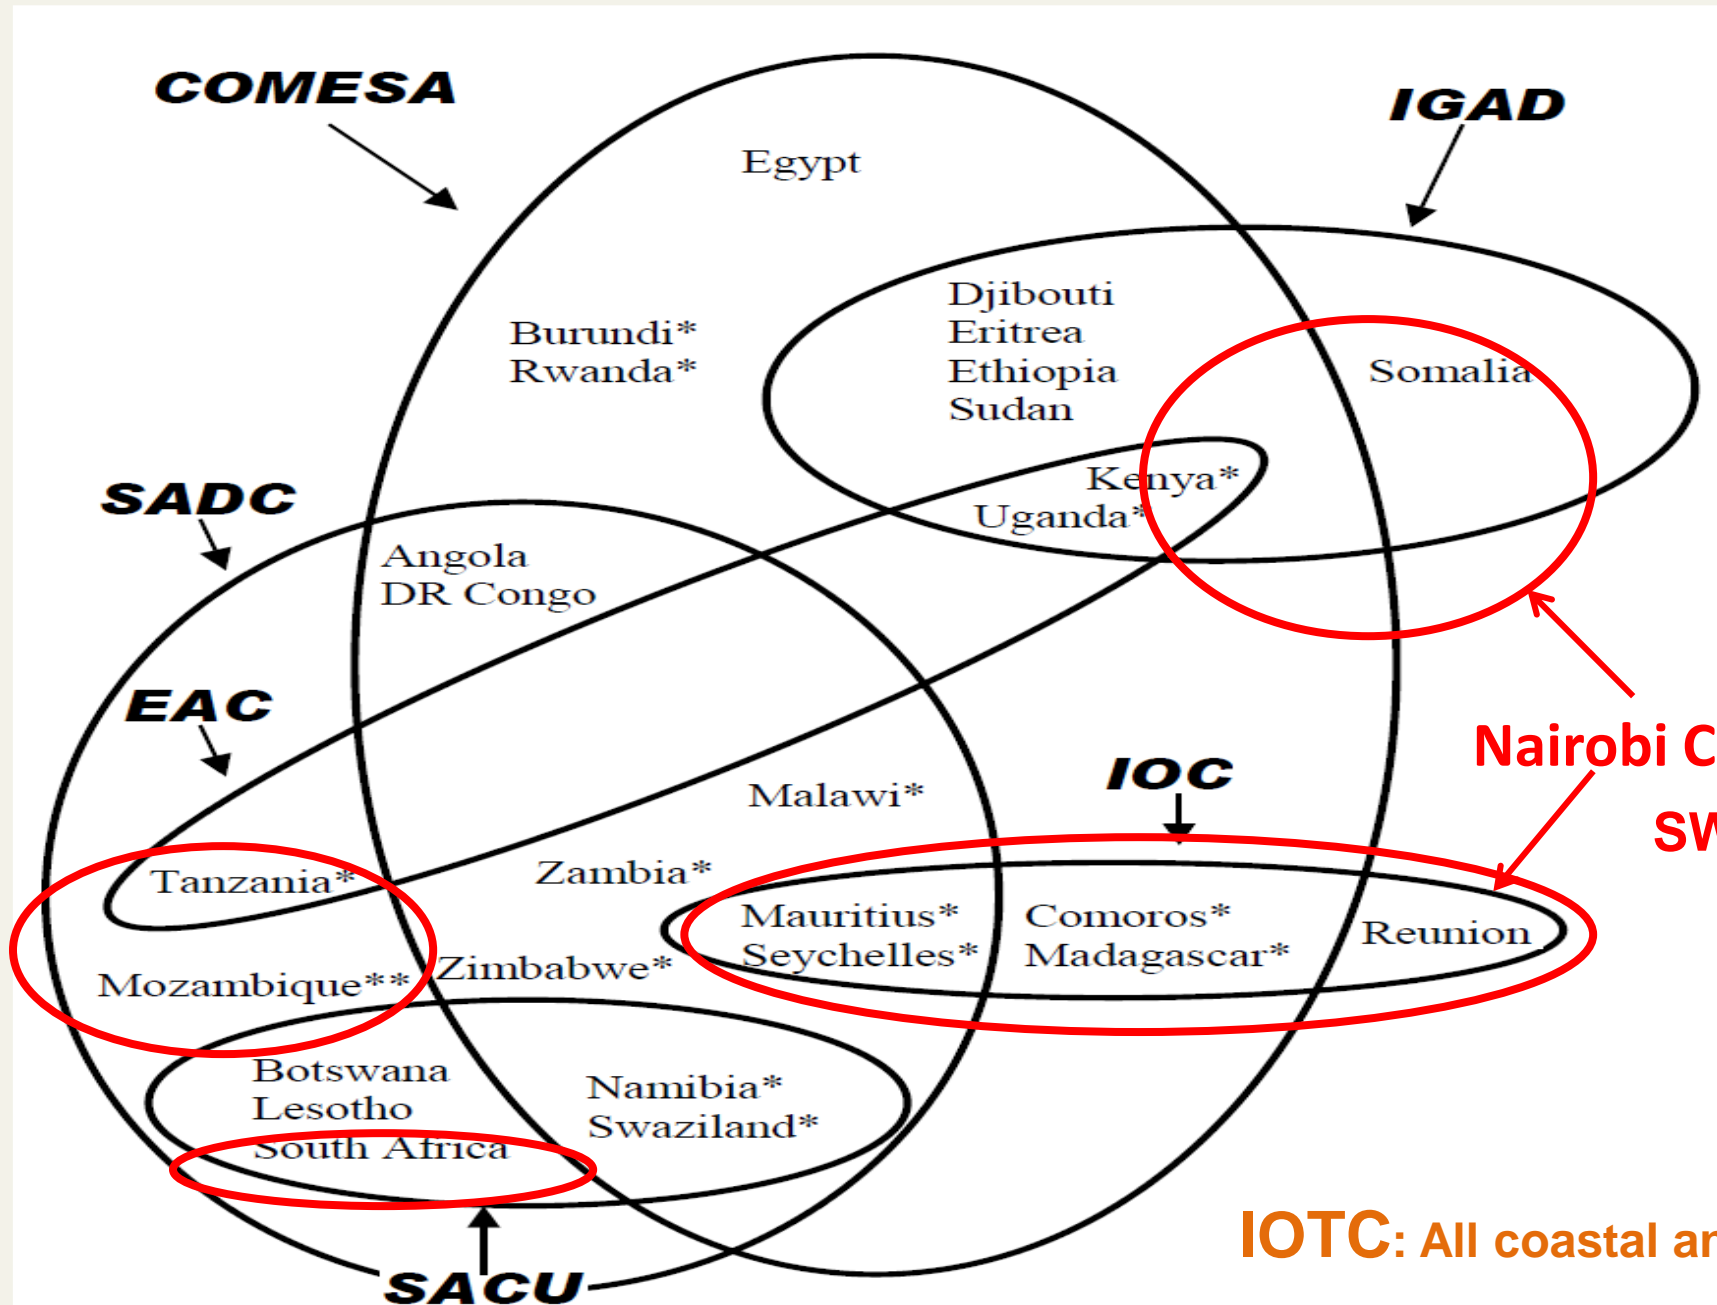 COMESA
IGAD
Egypt
Djibouti
Eritrea
Ethiopia
Sudan
Burundi*
Rwanda*
Somalia
Kenya*
Uganda*
SADC
Angola
DR Congo
EAC
Nairobi C
SW
IOC
Malawi*
Zambia*
Tanzania*
Mauritius*
Seychelles*
Comoros*
Madagascar*
Reunion
Mozambique**
Zimbabwe*
Botswana
Lesotho
South Africa
Namibia*
Swaziland*
IOTC: All coastal an
SACU